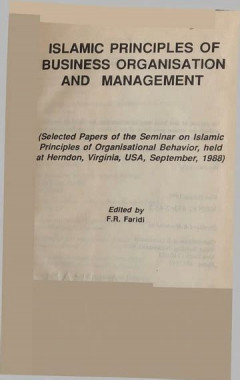 ISLAMIC PRINCIPLES OF
BUSINESS ORGANISATION
AND MANAGEMENT
(Selected Papers of the Seminar on Islamic
Principles of Organisational Behavior, held
at Herndon, Virginia, USA, September, 1988)
Edited by
F.R. Faridi